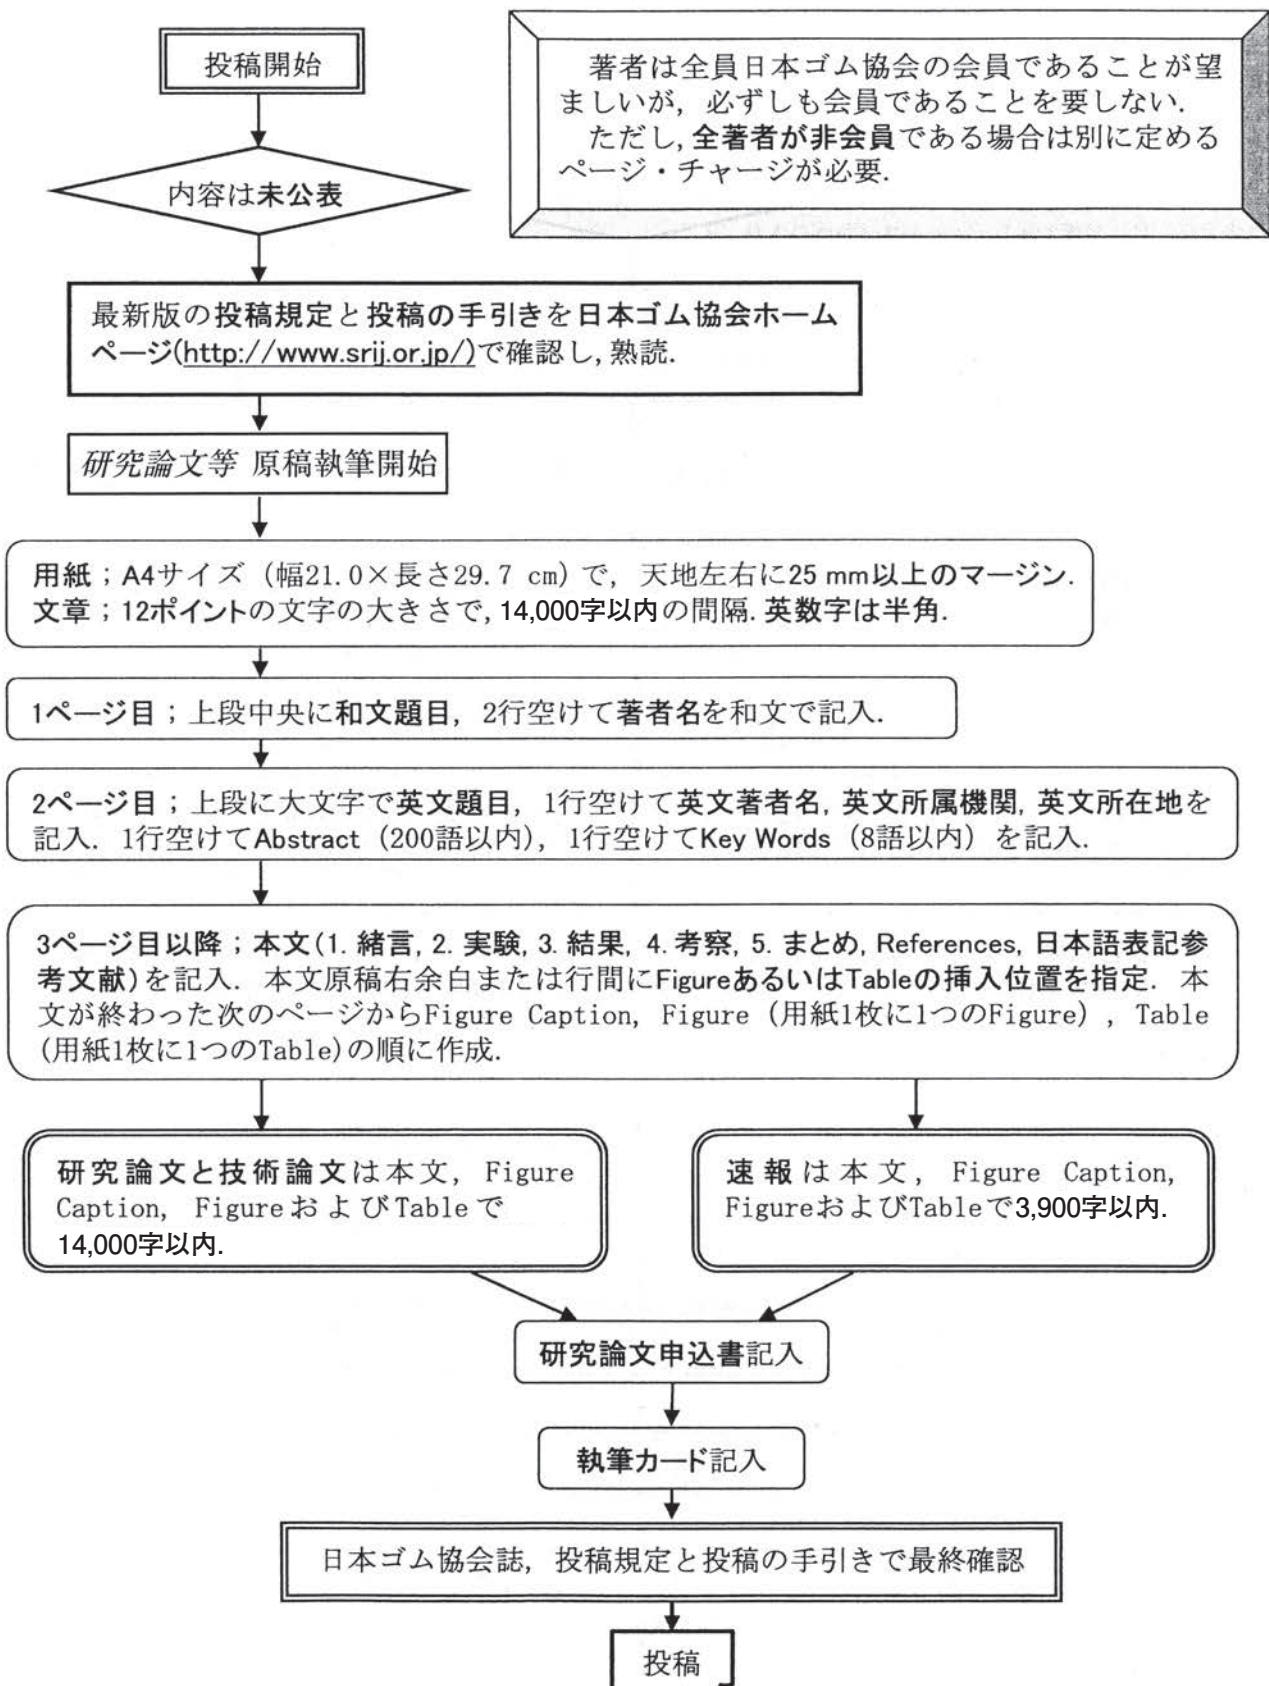 投稿開始
著者は全員日本ゴム協会の会員であることが望
ましいが，必ずしも会員であることを要しない．
ただし，全著者が非会員である場合は別に定める
ページ・チャージが必要．
内容は未公表
最新版の投稿規定と投稿の手引きを日本ゴム協会ホーム
ページ(http://www.srij.or.jp/)で確認し，熟読．
研究論文等 原稿執筆開始
用紙；A4サイズ（幅21.0×長さ29.7 cm）で，天地左右に25 mm以上のマージン．
文章；12ポイントの文字の大きさで，14,000字以内の間隔．英数字は半角．
1ページ目；上段中央に和文題目，2行空けて著者名を和文で記入．
2ページ目；上段に大文字で英文題目，1行空けて英文著者名，英文所属機関，英文所在地を
記入．1行空けてAbstract（200語以内），1行空けてKey Words（8語以内）を記入．
3ページ目以降；本文(1. 緒言, 2. 実験, 3. 結果, 4. 考察, 5. まとめ, References, 日本語表記参
考文献)を記入．本文原稿右余白または行間にFigureあるいはTableの挿入位置を指定．本
文が終わった次のページからFigure Caption，Figure（用紙1枚に1つのFigure），Table
(用紙1枚に1つのTable)の順に作成．
研究論文と技術論文は本文，Figure
Caption，FigureおよびTableで
14,000字以内．
速報は本文，Figure Caption，
FigureおよびTableで3,900字以内．
研究論文申込書記入
執筆カード記入
日本ゴム協会誌，投稿規定と投稿の手引きで最終確認
投稿